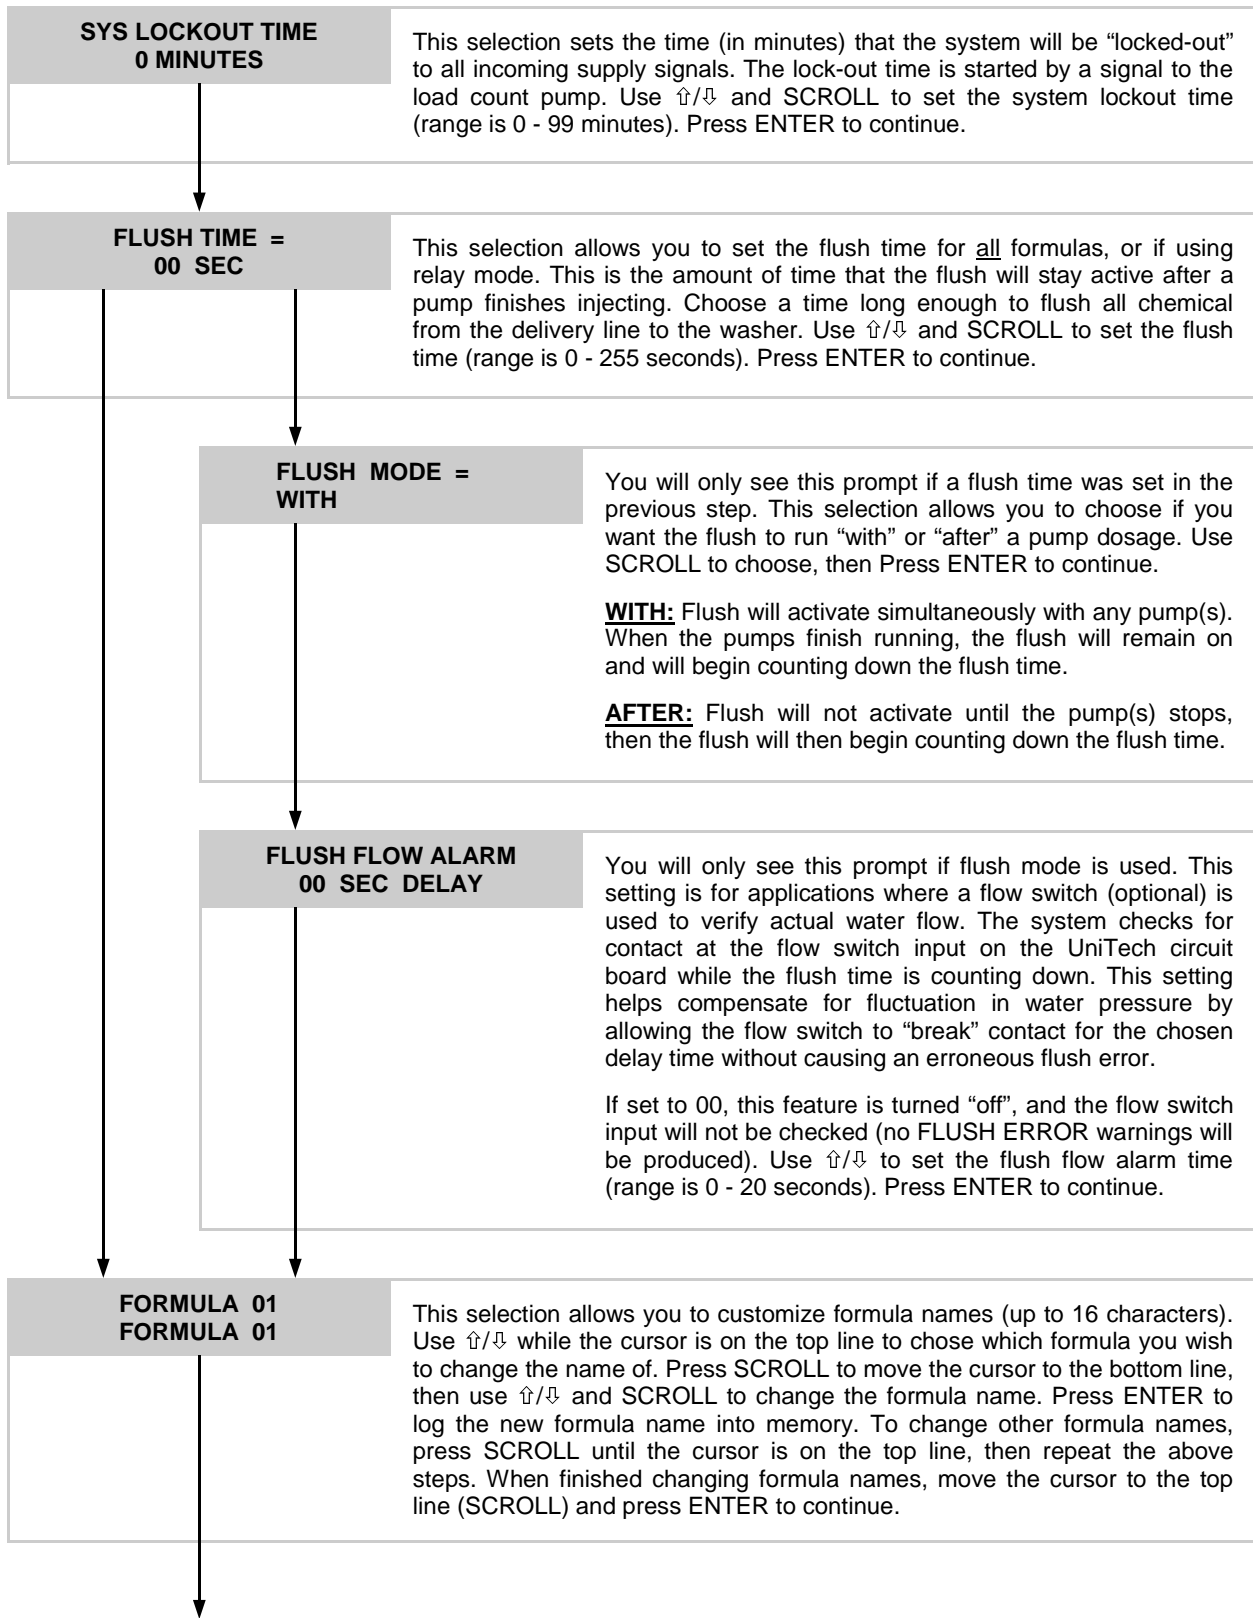 SYS LOCKOUT TIME
0 MINUTES
This selection sets the time (in minutes) that the system will be “locked-out”
to all incoming supply signals. The lock-out time is started by a signal to the
load count pump. Use ⇧/⇩ and SCROLL to set the system lockout time
(range is 0 - 99 minutes). Press ENTER to continue.
FLUSH TIME =
00 SEC
This selection allows you to set the flush time for all formulas, or if using
relay mode. This is the amount of time that the flush will stay active after a
pump finishes injecting. Choose a time long enough to flush all chemical
from the delivery line to the washer. Use ⇧/⇩ and SCROLL to set the flush
time (range is 0 - 255 seconds). Press ENTER to continue.
FLUSH MODE =
WITH
You will only see this prompt if a flush time was set in the
previous step. This selection allows you to choose if you
want the flush to run “with” or “after” a pump dosage. Use
SCROLL to choose, then Press ENTER to continue.
WITH: Flush will activate simultaneously with any pump(s).
When the pumps finish running, the flush will remain on
and will begin counting down the flush time.
AFTER: Flush will not activate until the pump(s) stops,
then the flush will then begin counting down the flush time.
FLUSH FLOW ALARM
00 SEC DELAY
You will only see this prompt if flush mode is used. This
setting is for applications where a flow switch (optional) is
used to verify actual water flow. The system checks for
contact at the flow switch input on the UniTech circuit
board while the flush time is counting down. This setting
helps compensate for fluctuation in water pressure by
allowing the flow switch to “break” contact for the chosen
delay time without causing an erroneous flush error.
If set to 00, this feature is turned “off”, and the flow switch
input will not be checked (no FLUSH ERROR warnings will
be produced). Use ⇧/⇩ to set the flush flow alarm time
(range is 0 - 20 seconds). Press ENTER to continue.
FORMULA 01
FORMULA 01
This selection allows you to customize formula names (up to 16 characters).
Use ⇧/⇩ while the cursor is on the top line to chose which formula you wish
to change the name of. Press SCROLL to move the cursor to the bottom line,
then use ⇧/⇩ and SCROLL to change the formula name. Press ENTER to
log the new formula name into memory. To change other formula names,
press SCROLL until the cursor is on the top line, then repeat the above
steps. When finished changing formula names, move the cursor to the top
line (SCROLL) and press ENTER to continue.